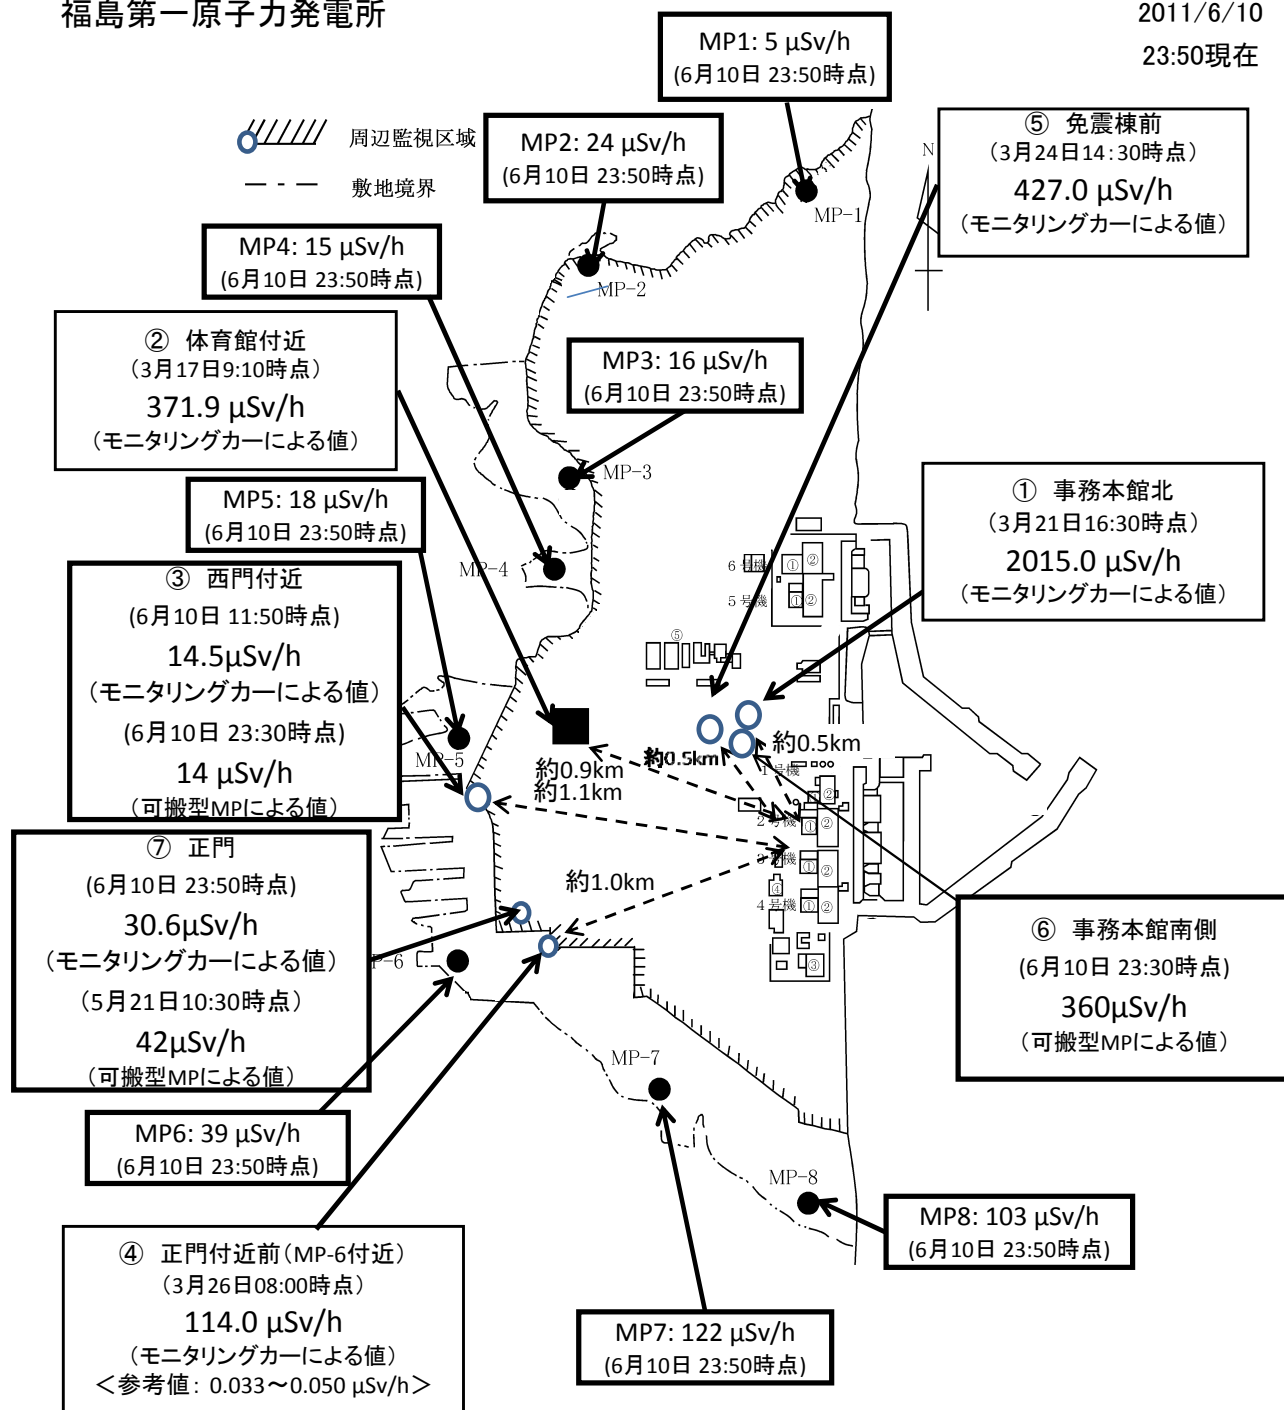 福島第一原子力発電所
2011/6/10
23:50現在
周辺監視区域
敷地境界
N
MP1: 5 μSv/h
(6月10日 23:50時点)
MP2: 24 μSv/h
(6月10日 23:50時点)
⑤ 免震棟前
(3月24日14:30時点)
427.0 μSv/h
(モニタリングカーによる値)
MP-1
MP4: 15 μSv/h
(6月10日 23:50時点)
MP-2
② 体育館付近
(3月17日9:10時点)
371.9 μSv/h
(モニタリングカーによる値)
MP3: 16 μSv/h
(6月10日 23:50時点)
MP-3
MP5: 18 μSv/h
(6月10日 23:50時点)
① 事務本館北
(3月21日16:30時点)
2015.0 μSv/h
(モニタリングカーによる値)
MP-4
6号機
① ②
5号機
① ②
③ 西門付近
(6月10日 11:50時点)
14.5μSv/h
(モニタリングカーによる値)
(6月10日 23:30時点)
14 μSv/h
(可搬型MPによる値)
⑤
MP-5
約0.5km
約0.5km
約0.9km
約1.1km
1号機
②
2号機
① ②
3号機
① ②
④
4号機
① ②
③
約1.0km
⑦ 正門
(6月10日 23:50時点)
30.6μSv/h
(モニタリングカーによる値)
(5月21日10:30時点)
42μSv/h
(可搬型MPによる値)
P-6
⑥ 事務本館南側
(6月10日 23:30時点)
360μSv/h
(可搬型MPによる値)
MP-7
MP6: 39 μSv/h
(6月10日 23:50時点)
MP-8
MP8: 103 μSv/h
(6月10日 23:50時点)
④ 正門付近前(MP-6付近)
(3月26日08:00時点)
114.0 μSv/h
(モニタリングカーによる値)
<参考値: 0.033～0.050 μSv/h>
MP7: 122 μSv/h
(6月10日 23:50時点)